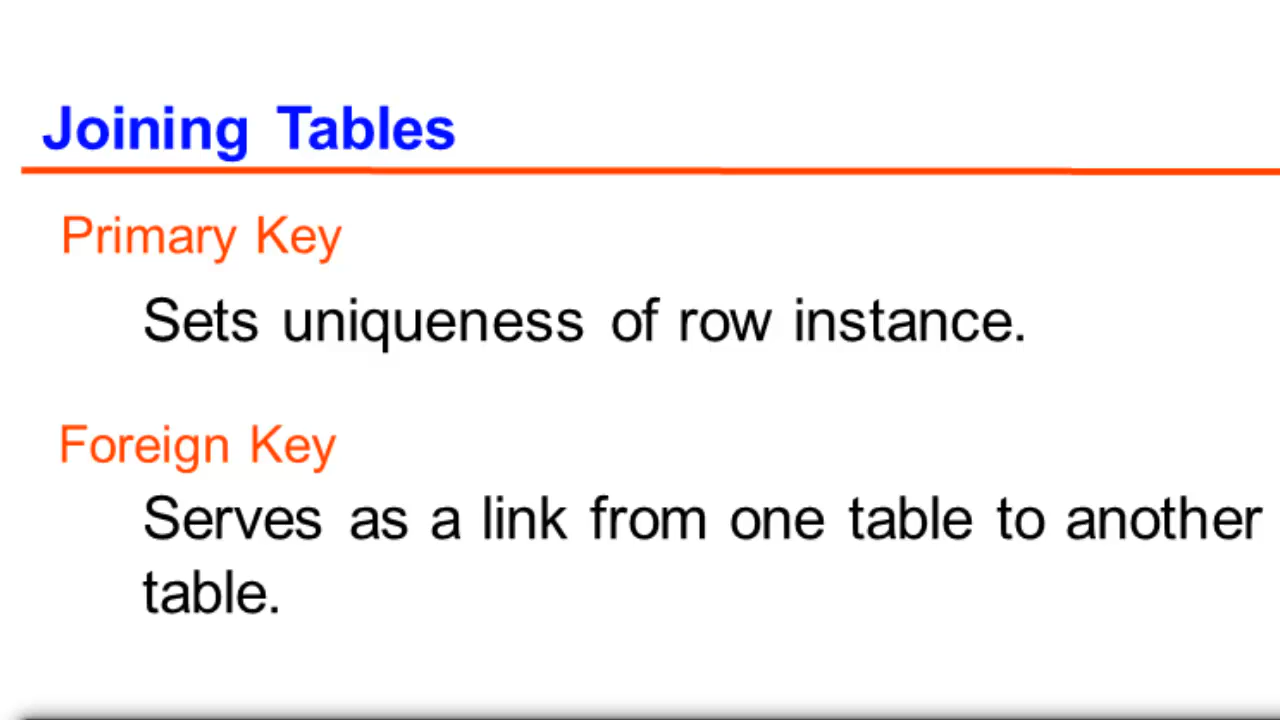 Joining Tables
Primary Key
Sets uniqueness of row instance.
Foreign Key
Serves as a link from one table to another
table.